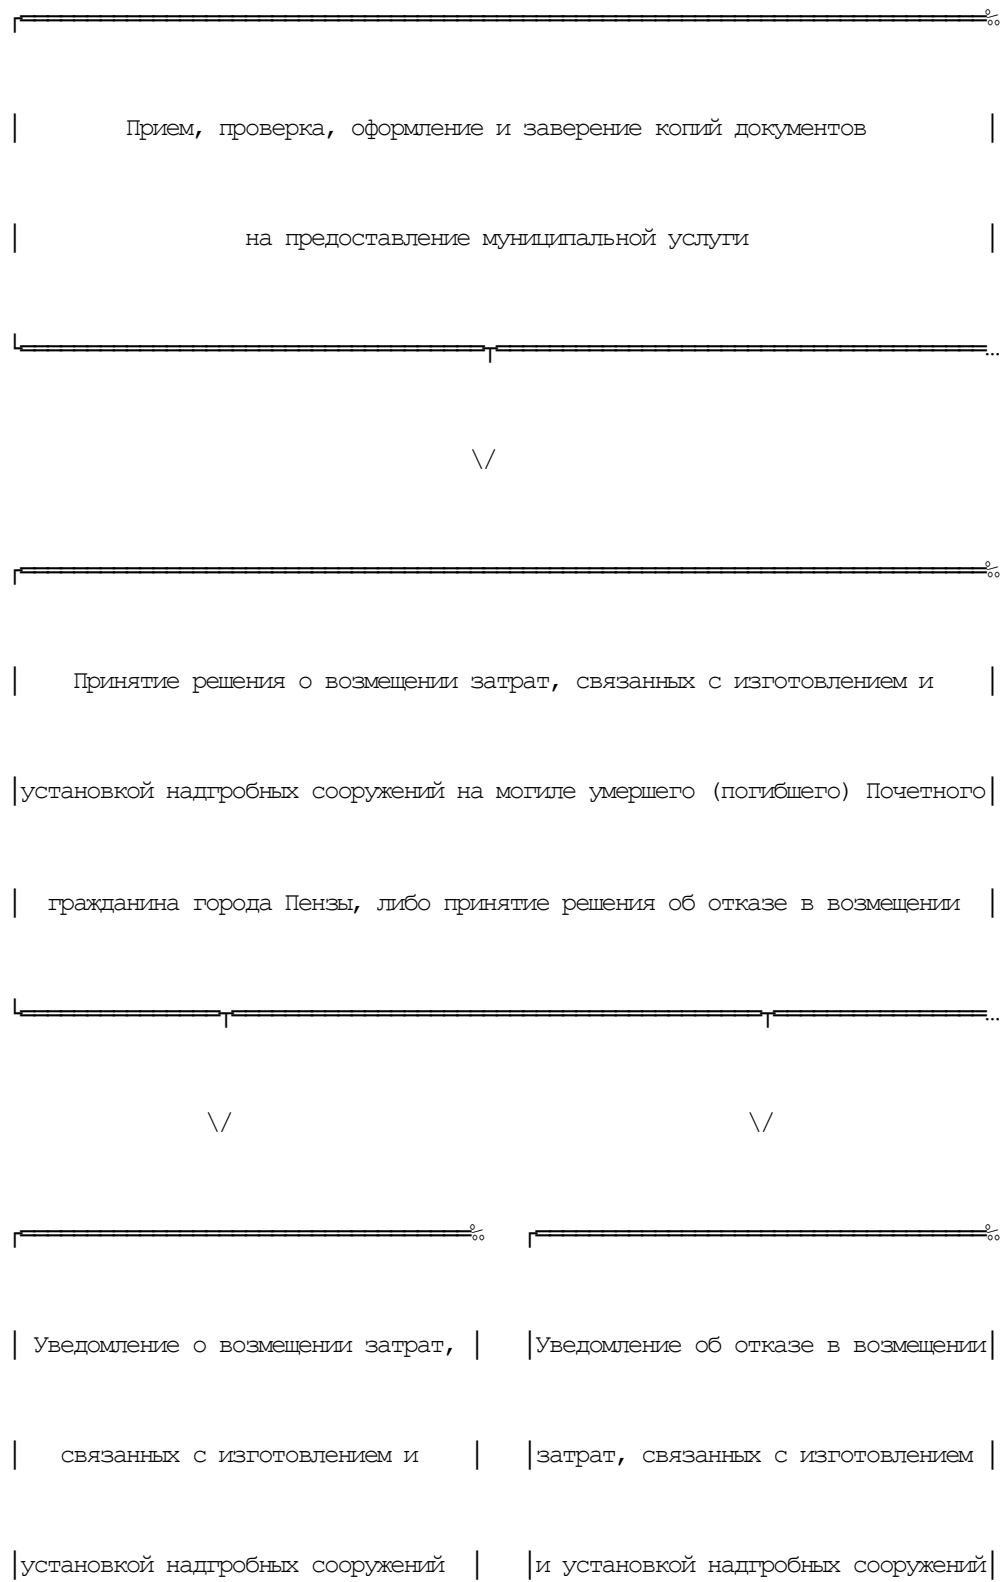 Прием, проверка, оформление и заверение копий документов
на предоставление муниципальной услуги
\/
Принятие решения о возмещении затрат, связанных с изготовлением и
установкой надгробных сооружений на могиле умершего (погибшего) Почетного
гражданина города Пензы, либо принятие решения об отказе в возмещении
\/ \/
Уведомление о возмещении затрат,
связанных с изготовлением и
установкой надгробных сооружений
Уведомление об отказе в возмещении
затрат, связанных с изготовлением
и установкой надгробных сооружений